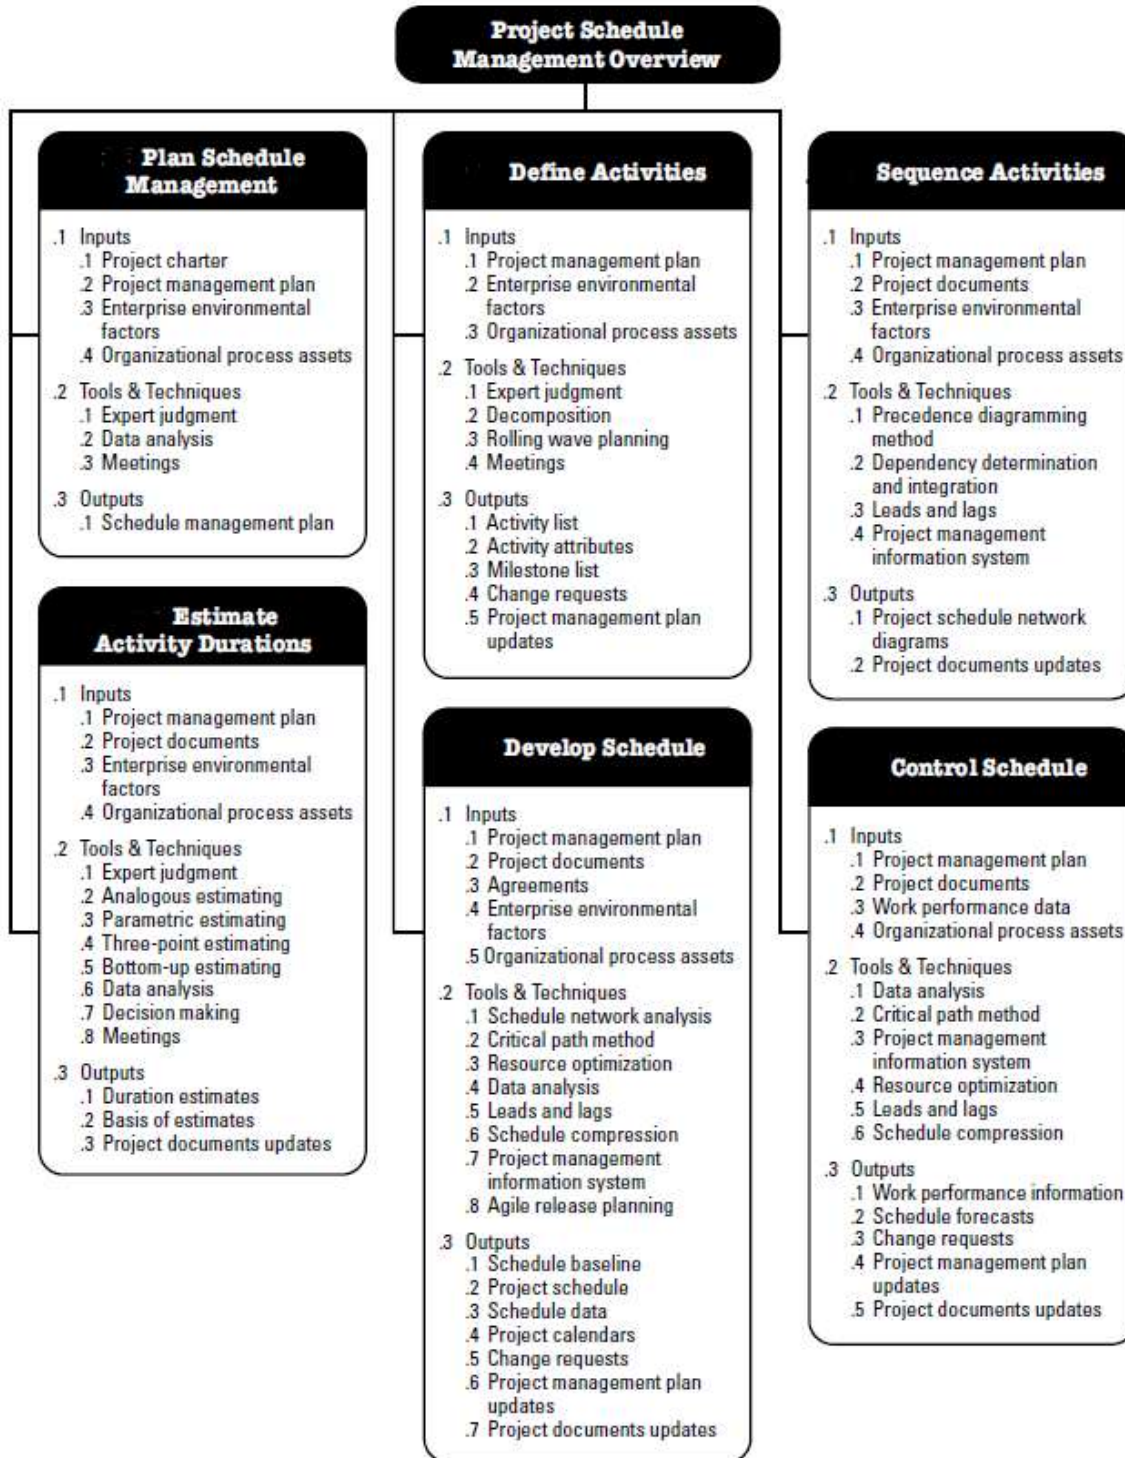 Project Schedule
Management Overview
Plan Schedule
Management
.1 Inputs
.1 Project charter
.2 Project management plan
.3 Enterprise environmental
factors
.4 Organizational process assets
.2 Tools & Techniques
.1 Expert judgment
.2 Data analysis
.3 Meetings
.3 Outputs
.1 Schedule management plan
Define Activities
.1 Inputs
.1 Project management plan
.2 Enterprise environmental
factors
.3 Organizational process assets
.2 Tools & Techniques
.1 Expert judgment
.2 Decomposition
.3 Rolling wave planning
.4 Meetings
.3 Outputs
.1 Activity list
.2 Activity attributes
.3 Milestone list
.4 Change requests
.5 Project management plan
updates
Sequence Activities
.1 Inputs
.1 Project management plan
.2 Project documents
.3 Enterprise environmental
factors
.4 Organizational process assets
.2 Tools & Techniques
.1 Precedence diagramming
method
.2 Dependency determination
and integration
.3 Leads and lags
.4 Project management
information system
.3 Outputs
.1 Project schedule network
diagrams
.2 Project documents updates
Estimate
Activity Durations
.1 Inputs
.1 Project management plan
.2 Project documents
.3 Enterprise environmental
factors
.4 Organizational process assets
.2 Tools & Techniques
.1 Expert judgment
.2 Analogous estimating
.3 Parametric estimating
.4 Three-point estimating
.5 Bottom-up estimating
.6 Data analysis
.7 Decision making
.8 Meetings
.3 Outputs
.1 Duration estimates
.2 Basis of estimates
.3 Project documents updates
Develop Schedule
.1 Inputs
.1 Project management plan
.2 Project documents
.3 Agreements
.4 Enterprise environmental
factors
.5 Organizational process assets
.2 Tools & Techniques
.1 Schedule network analysis
.2 Critical path method
.3 Resource optimization
.4 Data analysis
.5 Leads and lags
.6 Schedule compression
.7 Project management
information system
.8 Agile release planning
.3 Outputs
.1 Schedule baseline
.2 Project schedule
.3 Schedule data
.4 Project calendars
.5 Change requests
.6 Project management plan
updates
.7 Project documents updates
Control Schedule
.1 Inputs
.1 Project management plan
.2 Project documents
.3 Work performance data
.4 Organizational process assets
.2 Tools & Techniques
.1 Data analysis
.2 Critical path method
.3 Project management
information system
.4 Resource optimization
.5 Leads and lags
.6 Schedule compression
.3 Outputs
.1 Work performance information
.2 Schedule forecasts
.3 Change requests
.4 Project management plan
updates
.5 Project documents updates